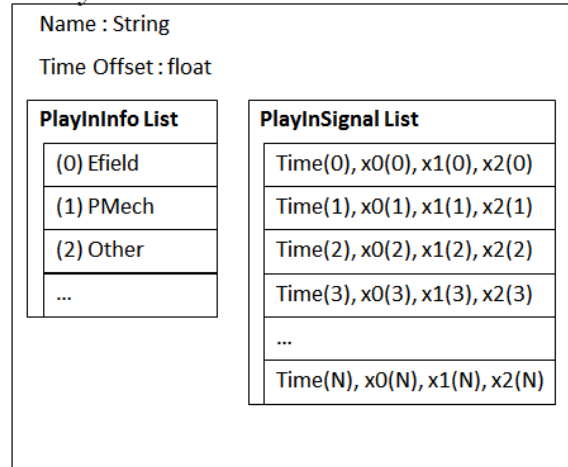 Name : String
Time Offset : float
PlayInInfo List
(0) Efield
(1) PMech
(2) Other
...
PlayInSignal List
Time(0), x0(0), x1(0), x2(0)
Time(1), x0(1), x1(1), x2(1)
Time(2), x0(2), x1(2), x2(2)
Time(3), x0(3), x1(3), x2(3)
...
Time(N), x0(N), x1(N), x2(N)